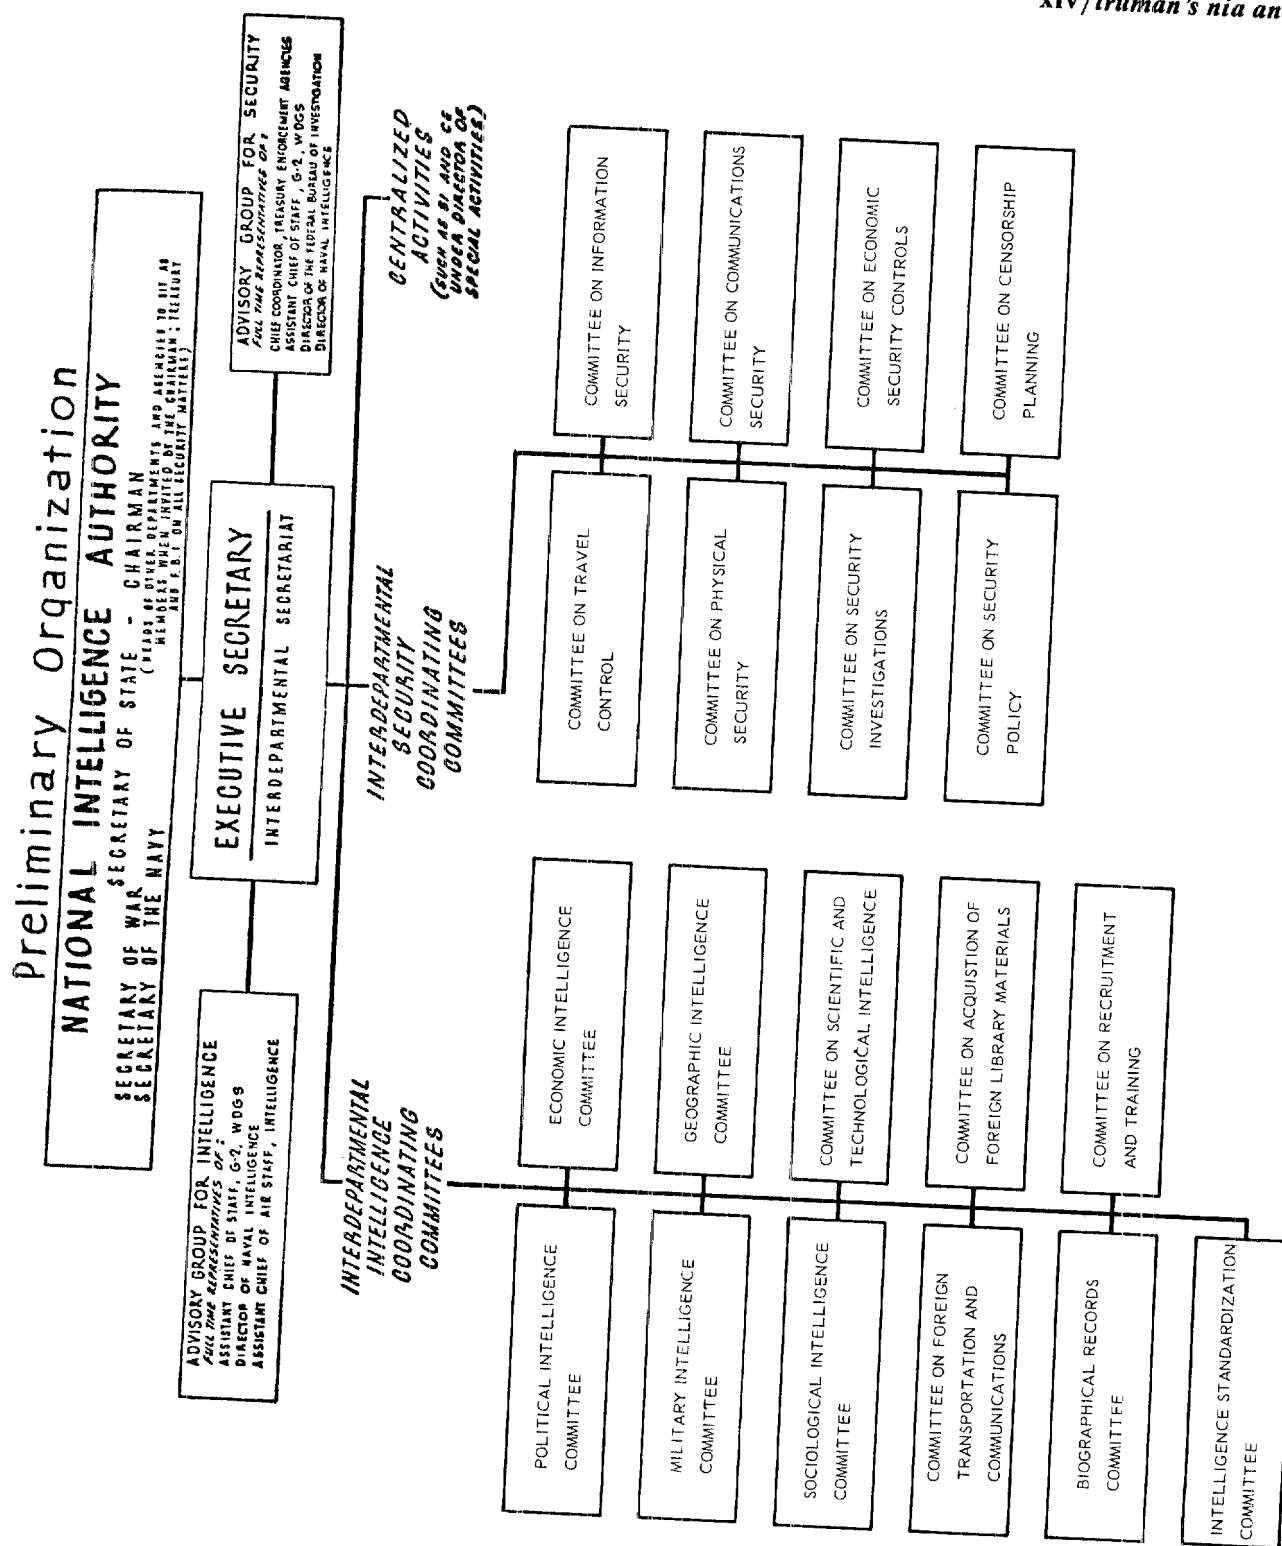 XIV/truman's nia an
Preliminary Organization
NATIONAL INTELLIGENCE AUTHORITY
SECRETARY OF STATE - CHAIRMAN
SECRETARY OF WAR
SECRETARY OF THE NAVY
(HEADS OF OTHER DEPARTMENTS AND AGENCIES TO SIT AS
MEMBERS WHEN INVITED BY THE CHAIRMAN; TREASURY
AND F.B.I ON ALL SECURITY MATTERS)
EXECUTIVE SECRETARY
INTERDEPARTMENTAL SECRETARIAT
ADVISORY GROUP FOR INTELLIGENCE
FULL TIME REPRESENTATIVES OF:
ASSISTANT CHIEF OF STAFF, G-2, WDGS
DIRECTOR OF NAVAL INTELLIGENCE
ASSISTANT CHIEF OF AIR STAFF, INTELLIGENCE
ADVISORY GROUP FOR SECURITY
FULL TIME REPRESENTATIVES OF:
CHIEF COORDINATOR, TREASURY ENFORCEMENT AGENCIES
ASSISTANT CHIEF OF STAFF, G-2, WDGS
DIRECTOR OF THE FEDERAL BUREAU OF INVESTIGATION
DIRECTOR OF NAVAL INTELLIGENCE
INTERDEPARTMENTAL
INTELLIGENCE
COORDINATING
COMMITTEES
POLITICAL INTELLIGENCE
COMMITTEE
ECONOMIC INTELLIGENCE
COMMITTEE
MILITARY INTELLIGENCE
COMMITTEE
GEOGRAPHIC INTELLIGENCE
COMMITTEE
SOCIOLOGICAL INTELLIGENCE
COMMITTEE
COMMITTEE ON SCIENTIFIC AND
TECHNOLOGICAL INTELLIGENCE
COMMITTEE ON FOREIGN
TRANSPORTATION AND
COMMUNICATIONS
COMMITTEE ON ACQUISTION OF
FOREIGN LIBRARY MATERIALS
BIOGRAPHICAL RECORDS
COMMITTEE
COMMITTEE ON RECRUITMENT
AND TRAINING
INTELLIGENCE STANDARDIZATION
COMMITTEE
INTERDEPARTMENTAL
SECURITY
COORDINATING
COMMITTEES
COMMITTEE ON TRAVEL
CONTROL
COMMITTEE ON INFORMATION
SECURITY
COMMITTEE ON PHYSICAL
SECURITY
COMMITTEE ON COMMUNICATIONS
SECURITY
COMMITTEE ON SECURITY
INVESTIGATIONS
COMMITTEE ON ECONOMIC
SECURITY CONTROLS
COMMITTEE ON SECURITY
POLICY
COMMITTEE ON CENSORSHIP
PLANNING
CENTRALIZED
ACTIVITIES
(SUCH AS SI AND CE
UNDER DIRECTOR OF
SPECIAL ACTIVITIES)